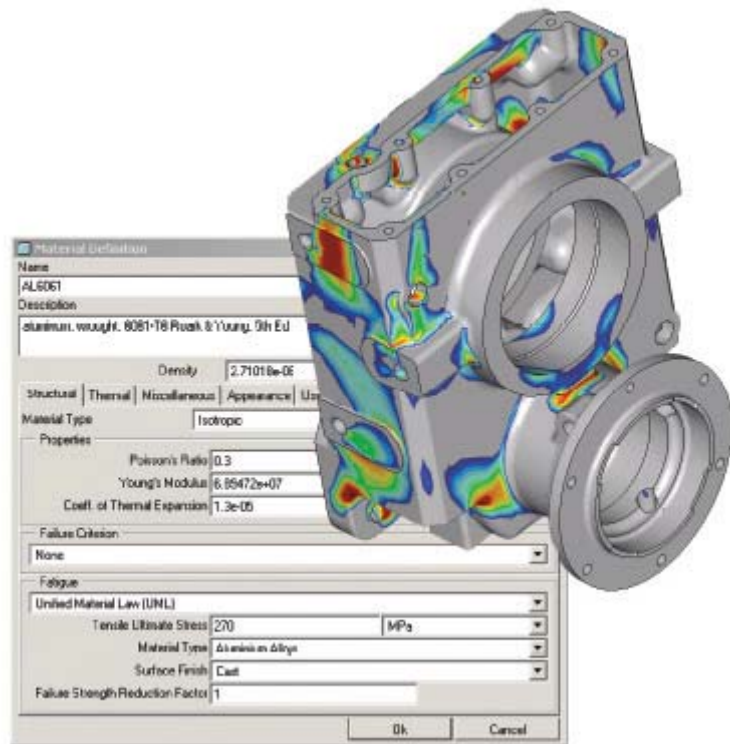 Material Definition
Name
AL6061
Description
aluminum, wrought, 6061-T6 Roark & Young, 5th Ed
Density 2.71018e-06
Structural Thermal Miscellaneous Appearance
Material Type Isotropic
Properties
Poisson's Ratio 0.3
Young's Modulus 6.89472e+07
Coeff. of Thermal Expansion 1.3e-05
Failure Criterion
None
Fatigue
Unified Material Law (UML)
Tensile Ultimate Stress 270 MPa
Material Type Aluminium Alloys
Surface Finish Cast
Failure Strength Reduction Factor 1
Ok Cancel